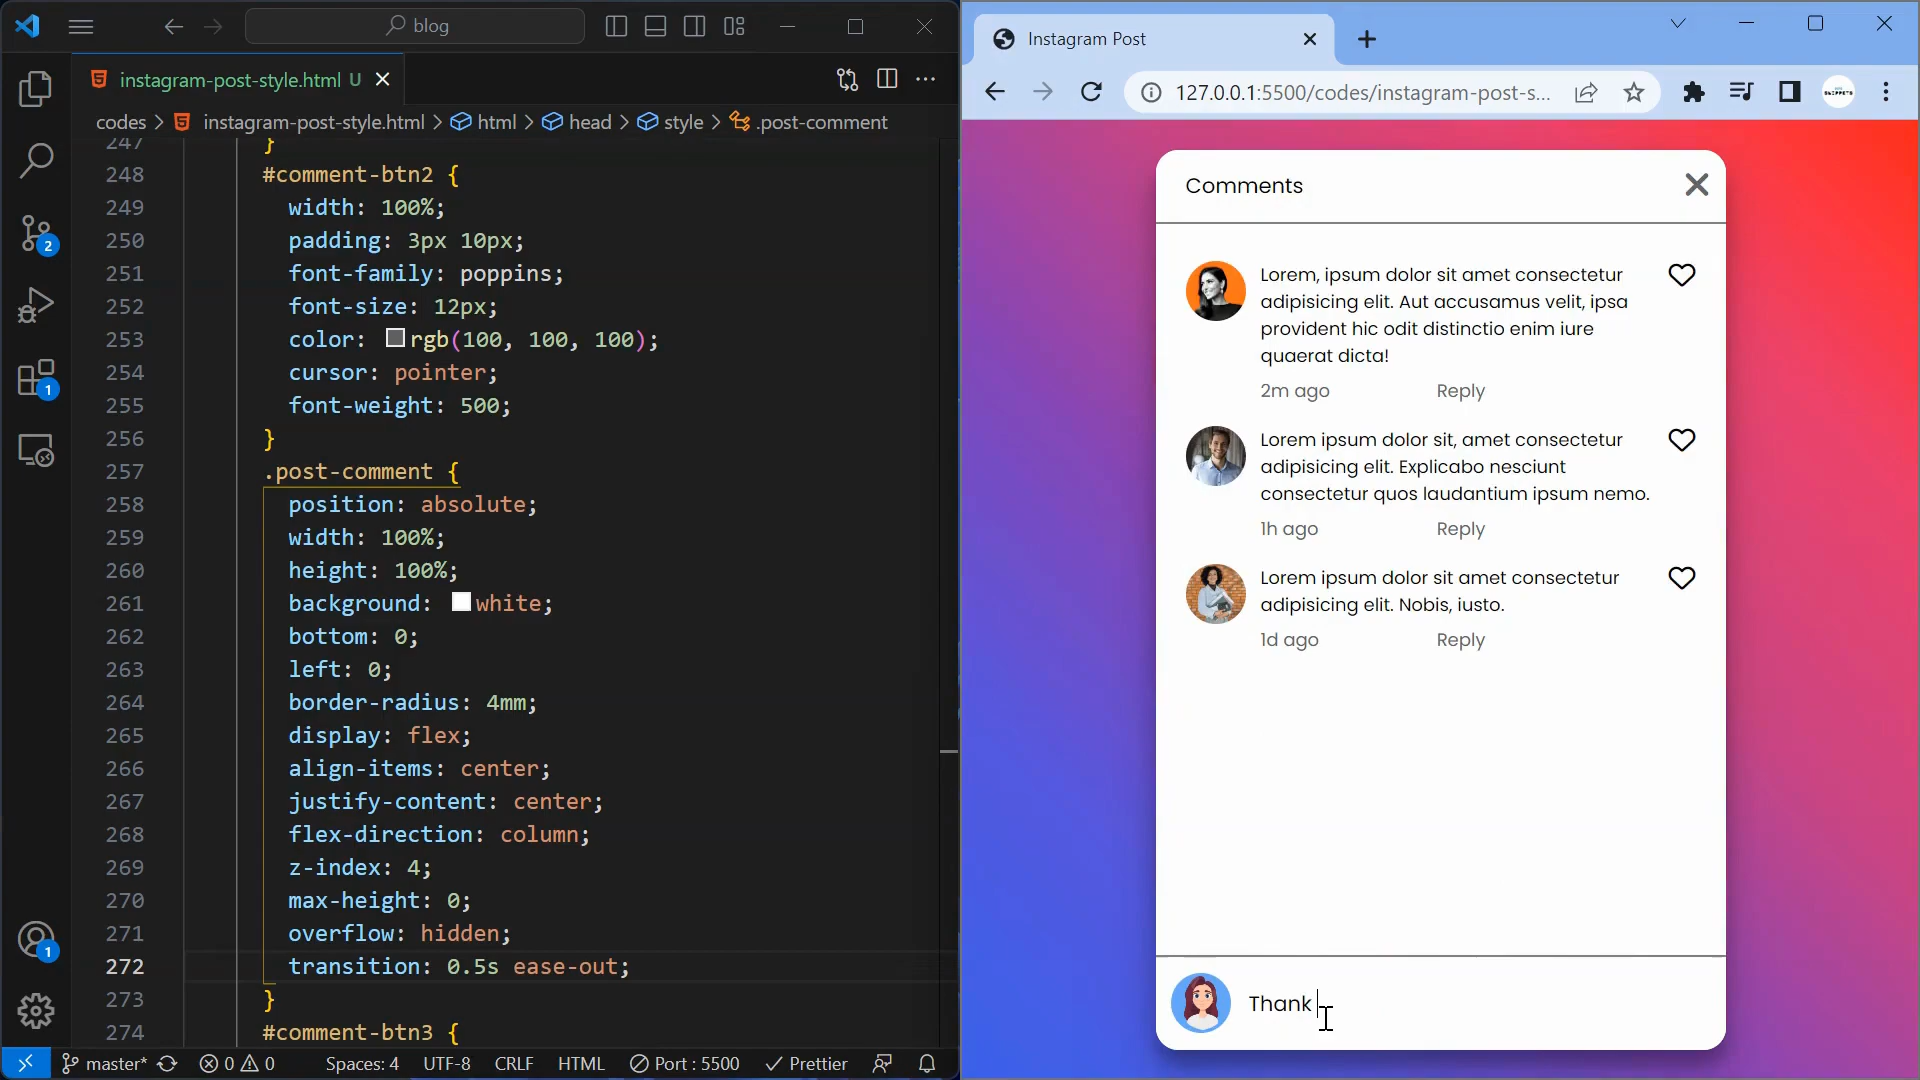 blog
instagram-post-style.html U
codes > instagram-post-style.html > html > head > style > .post-comment
247 }
248 #comment-btn2 {
249 width: 100%;
250 padding: 3px 10px;
251 font-family: poppins;
252 font-size: 12px;
253 color: rgb(100, 100, 100);
254 cursor: pointer;
255 font-weight: 500;
256 }
257 .post-comment {
258 position: absolute;
259 width: 100%;
260 height: 100%;
261 background: white;
262 bottom: 0;
263 left: 0;
264 border-radius: 4mm;
265 display: flex;
266 align-items: center;
267 justify-content: center;
268 flex-direction: column;
269 z-index: 4;
270 max-height: 0;
271 overflow: hidden;
272 transition: 0.5s ease-out;
273 }
274 #comment-btn3 {
2
1
1
master* 0 0 Spaces: 4 UTF-8 CRLF HTML Port : 5500 Prettier
Instagram Post
127.0.0.1:5500/codes/instagram-post-s...
Comments
Lorem, ipsum dolor sit amet consectetur
adipisicing elit. Aut accusamus velit, ipsa
provident hic odit distinctio enim iure
quaerat dicta!
2m ago Reply
Lorem ipsum dolor sit, amet consectetur
adipisicing elit. Explicabo nesciunt
consectetur quos laudantium ipsum nemo.
1h ago Reply
Lorem ipsum dolor sit amet consectetur
adipisicing elit. Nobis, iusto.
1d ago Reply
Thank